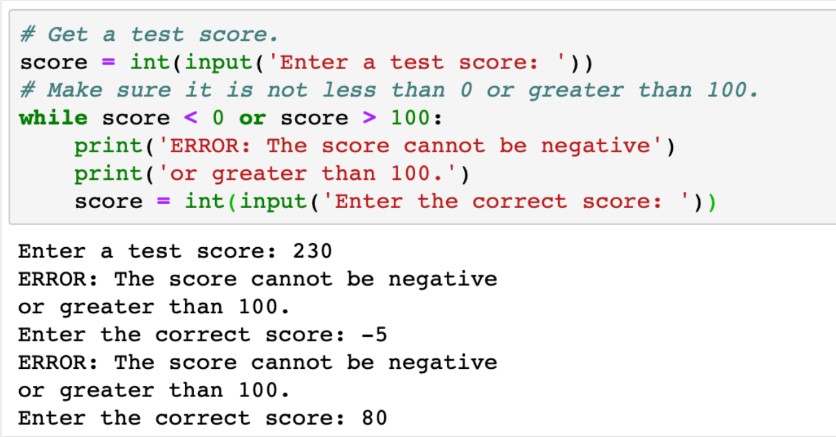 # Get a test score.
score = int(input('Enter a test score: '))
# Make sure it is not less than 0 or greater than 100.
while score < 0 or score > 100:
    print('ERROR: The score cannot be negative')
    print('or greater than 100.')
    score = int(input('Enter the correct score: '))
Enter a test score: 230
ERROR: The score cannot be negative
or greater than 100.
Enter the correct score: -5
ERROR: The score cannot be negative
or greater than 100.
Enter the correct score: 80